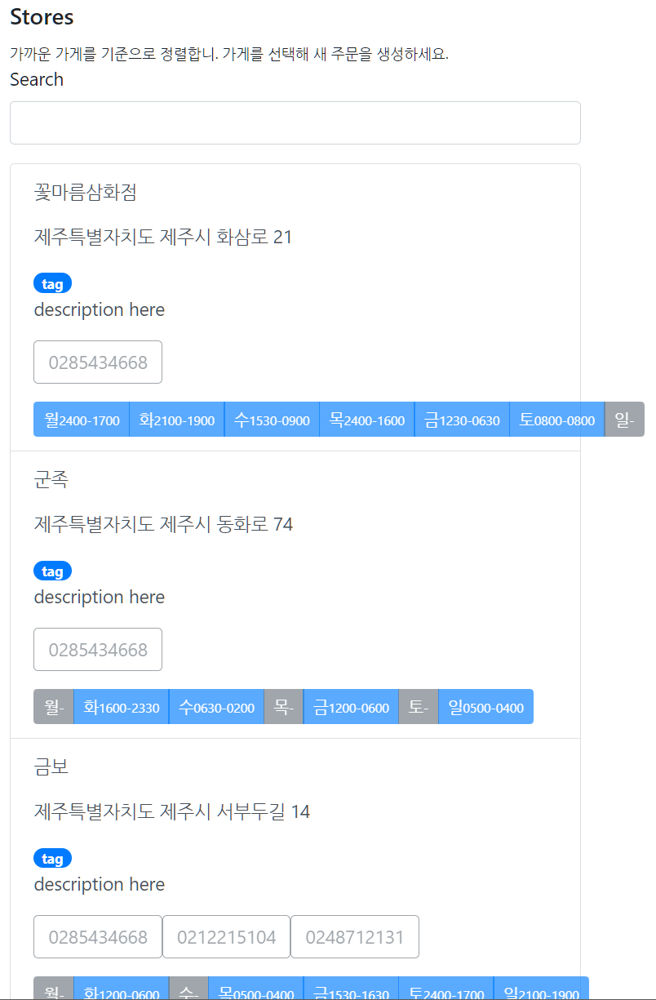 Stores
가까운 가게를 기준으로 정렬합니. 가게를 선택해 새 주문을 생성하세요.
Search
꽃마름삼화점
제주특별자치도 제주시 화삼로 21
tag
description here
0285434668
월2400-1700 화2100-1900 수1530-0900 목2400-1600 금1230-0630 토0800-0800 일-
군족
제주특별자치도 제주시 동화로 74
tag
description here
0285434668
월- 화1600-2330 수0630-0200 목- 금1200-0600 토- 일0500-0400
금보
제주특별자치도 제주시 서부두길 14
tag
description here
0285434668 0212215104 0248712131
월- 화1200-0600 수- 목0500-0400 금1530-1630 토2400-1700 일2100-1900